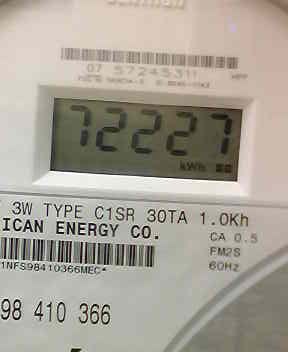 07 57245311
72227
kWh
3W TYPE C1SR 30TA 1.0Kh
ICAN ENERGY CO.
CA 0.5
FM2S
60Hz
1NFS98410366MEC*
98 410 366